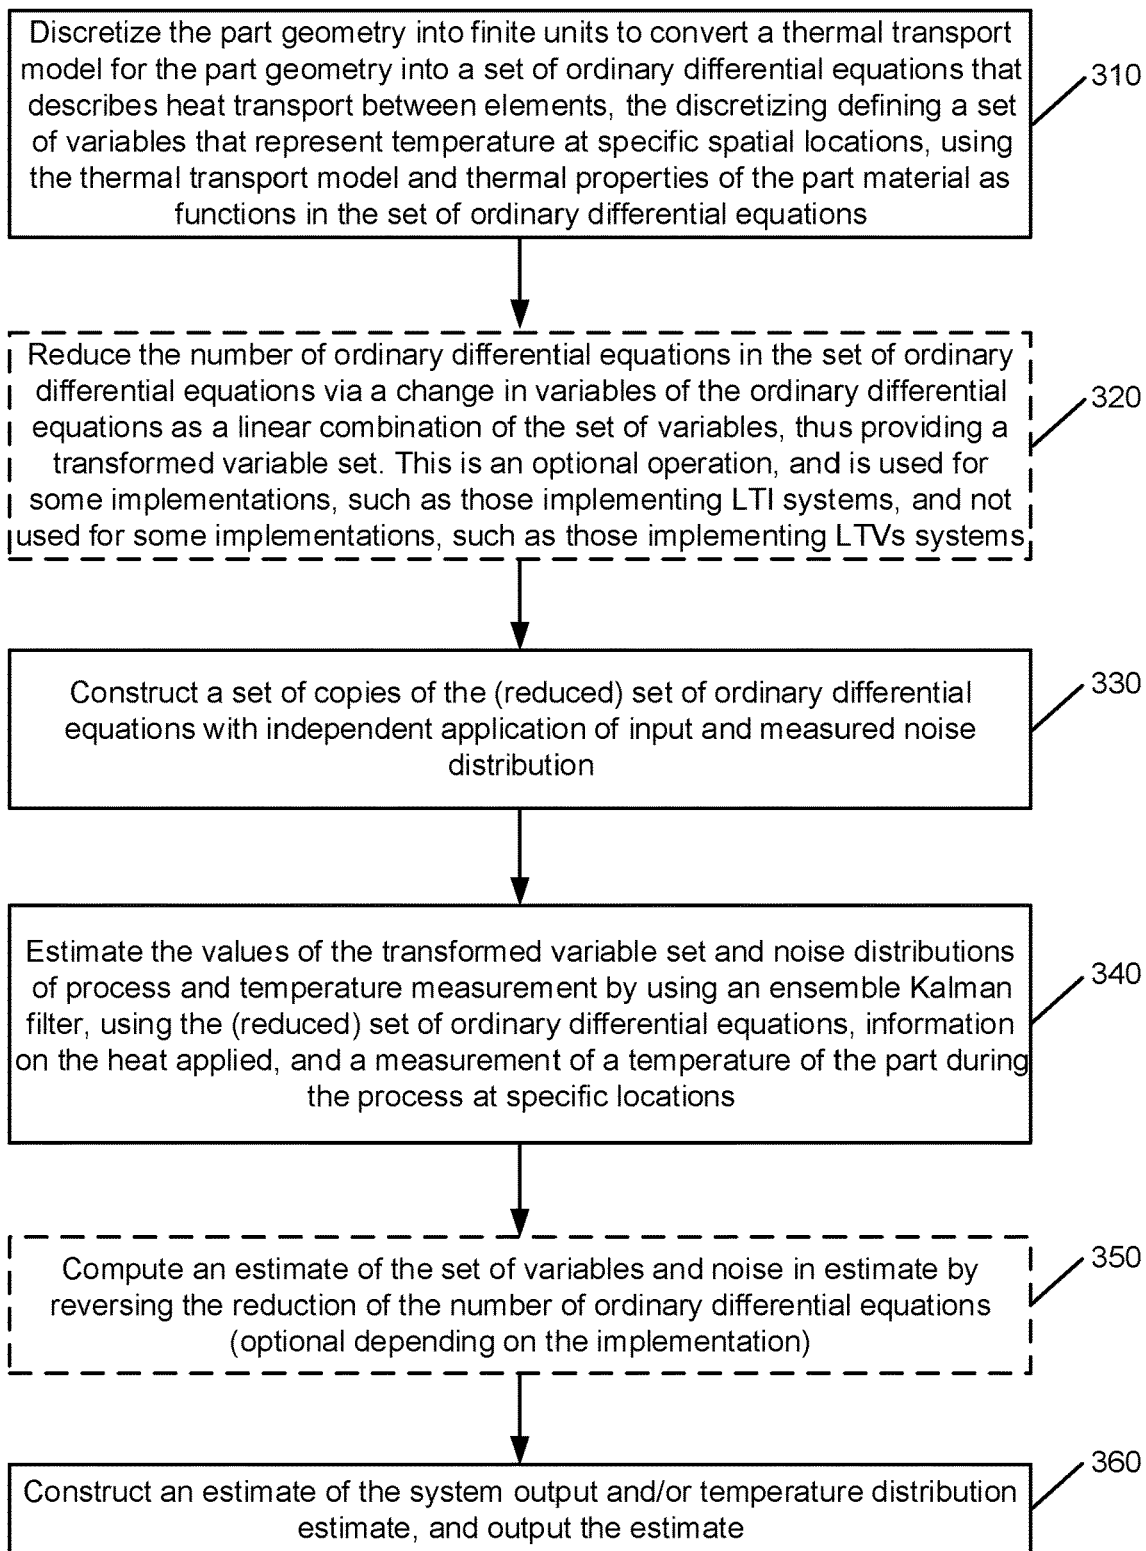 Discretize the part geometry into finite units to convert a thermal transport
model for the part geometry into a set of ordinary differential equations that
describes heat transport between elements, the discretizing defining a set
of variables that represent temperature at specific spatial locations, using
the thermal transport model and thermal properties of the part material as
functions in the set of ordinary differential equations
310
Reduce the number of ordinary differential equations in the set of ordinary
differential equations via a change in variables of the ordinary differential
equations as a linear combination of the set of variables, thus providing a
transformed variable set. This is an optional operation, and is used for
some implementations, such as those implementing LTI systems, and not
used for some implementations, such as those implementing LTVs systems
320
Construct a set of copies of the (reduced) set of ordinary differential
equations with independent application of input and measured noise
distribution
330
Estimate the values of the transformed variable set and noise distributions
of process and temperature measurement by using an ensemble Kalman
filter, using the (reduced) set of ordinary differential equations, information
on the heat applied, and a measurement of a temperature of the part during
the process at specific locations
340
Compute an estimate of the set of variables and noise in estimate by
reversing the reduction of the number of ordinary differential equations
(optional depending on the implementation)
350
Construct an estimate of the system output and/or temperature distribution
estimate, and output the estimate
360